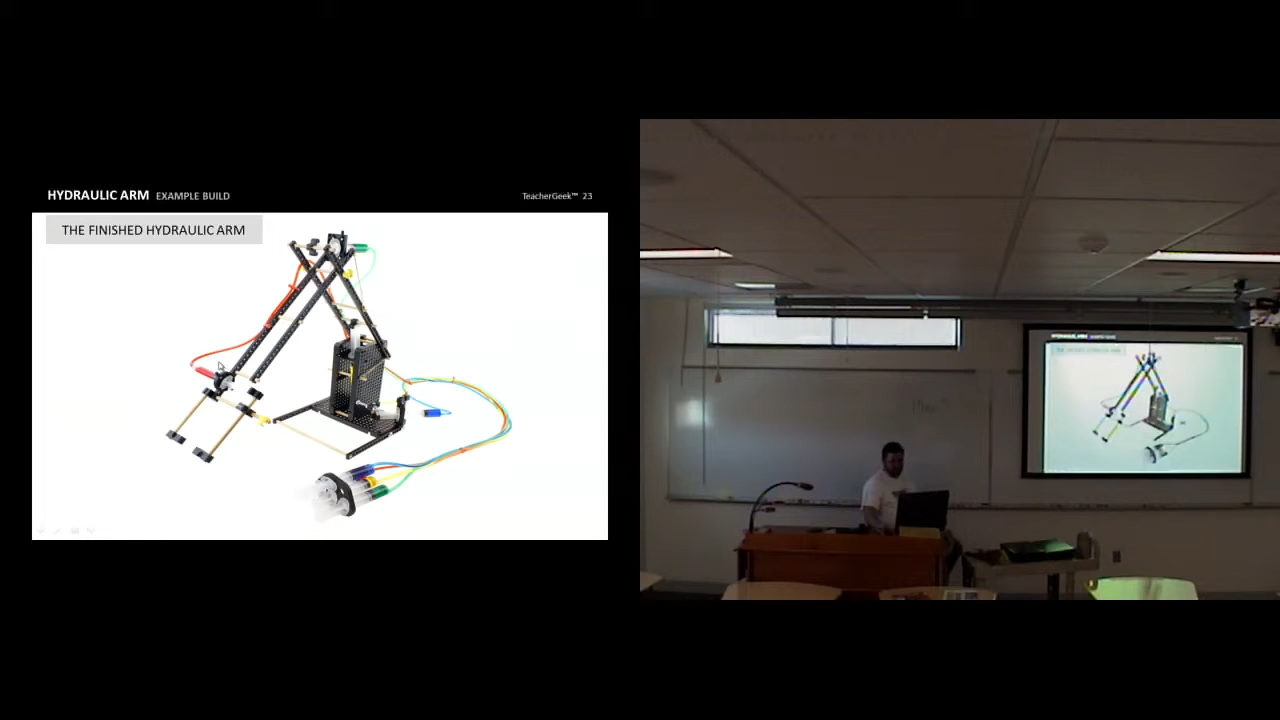 HYDRAULIC ARM EXAMPLE BUILD
TeacherGeek™ 23
THE FINISHED HYDRAULIC ARM